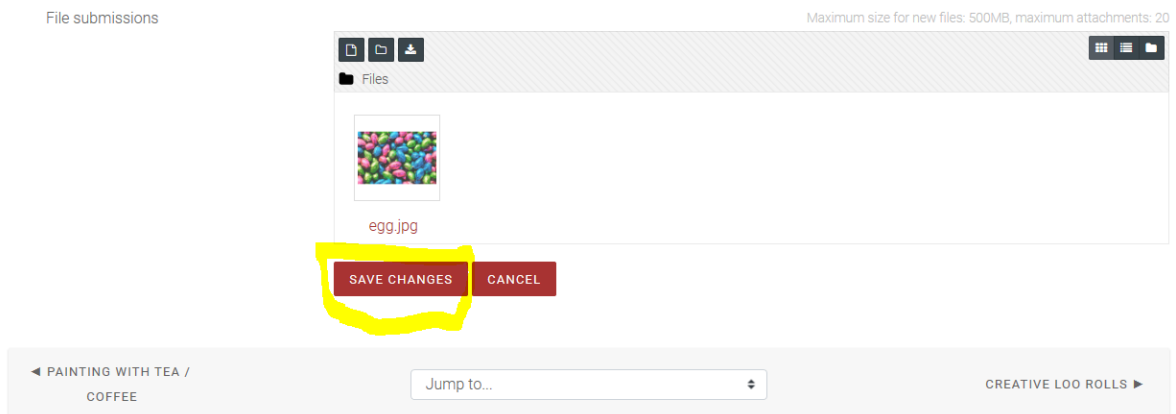 File submissions
Maximum size for new files: 500MB, maximum attachments: 20
Files
egg.jpg
SAVE CHANGES
CANCEL
◄ PAINTING WITH TEA /
COFFEE
Jump to...
CREATIVE LOO ROLLS ►